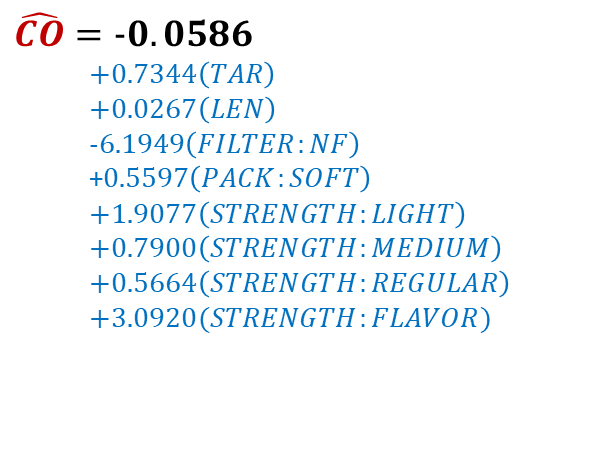 ĈO = -0.0586
+0.7344(TAR)
+0.0267(LEN)
-6.1949(FILTER:NF)
+0.5597(PACK:SOFT)
+1.9077(STRENGTH:LIGHT)
+0.7900(STRENGTH:MEDIUM)
+0.5664(STRENGTH:REGULAR)
+3.0920(STRENGTH:FLAVOR)